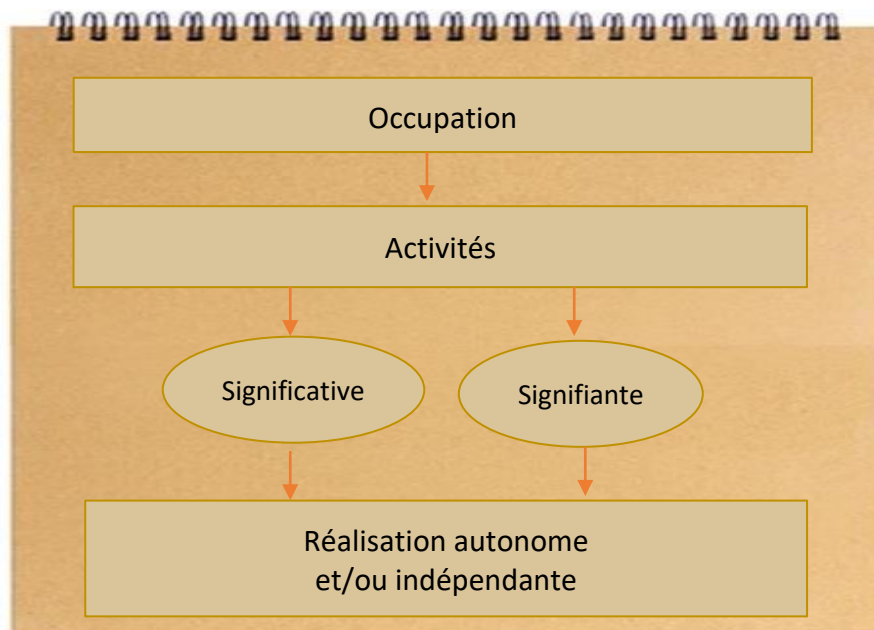 Occupation
Activités
Significative
Signifiante
Réalisation autonome
et/ou indépendante